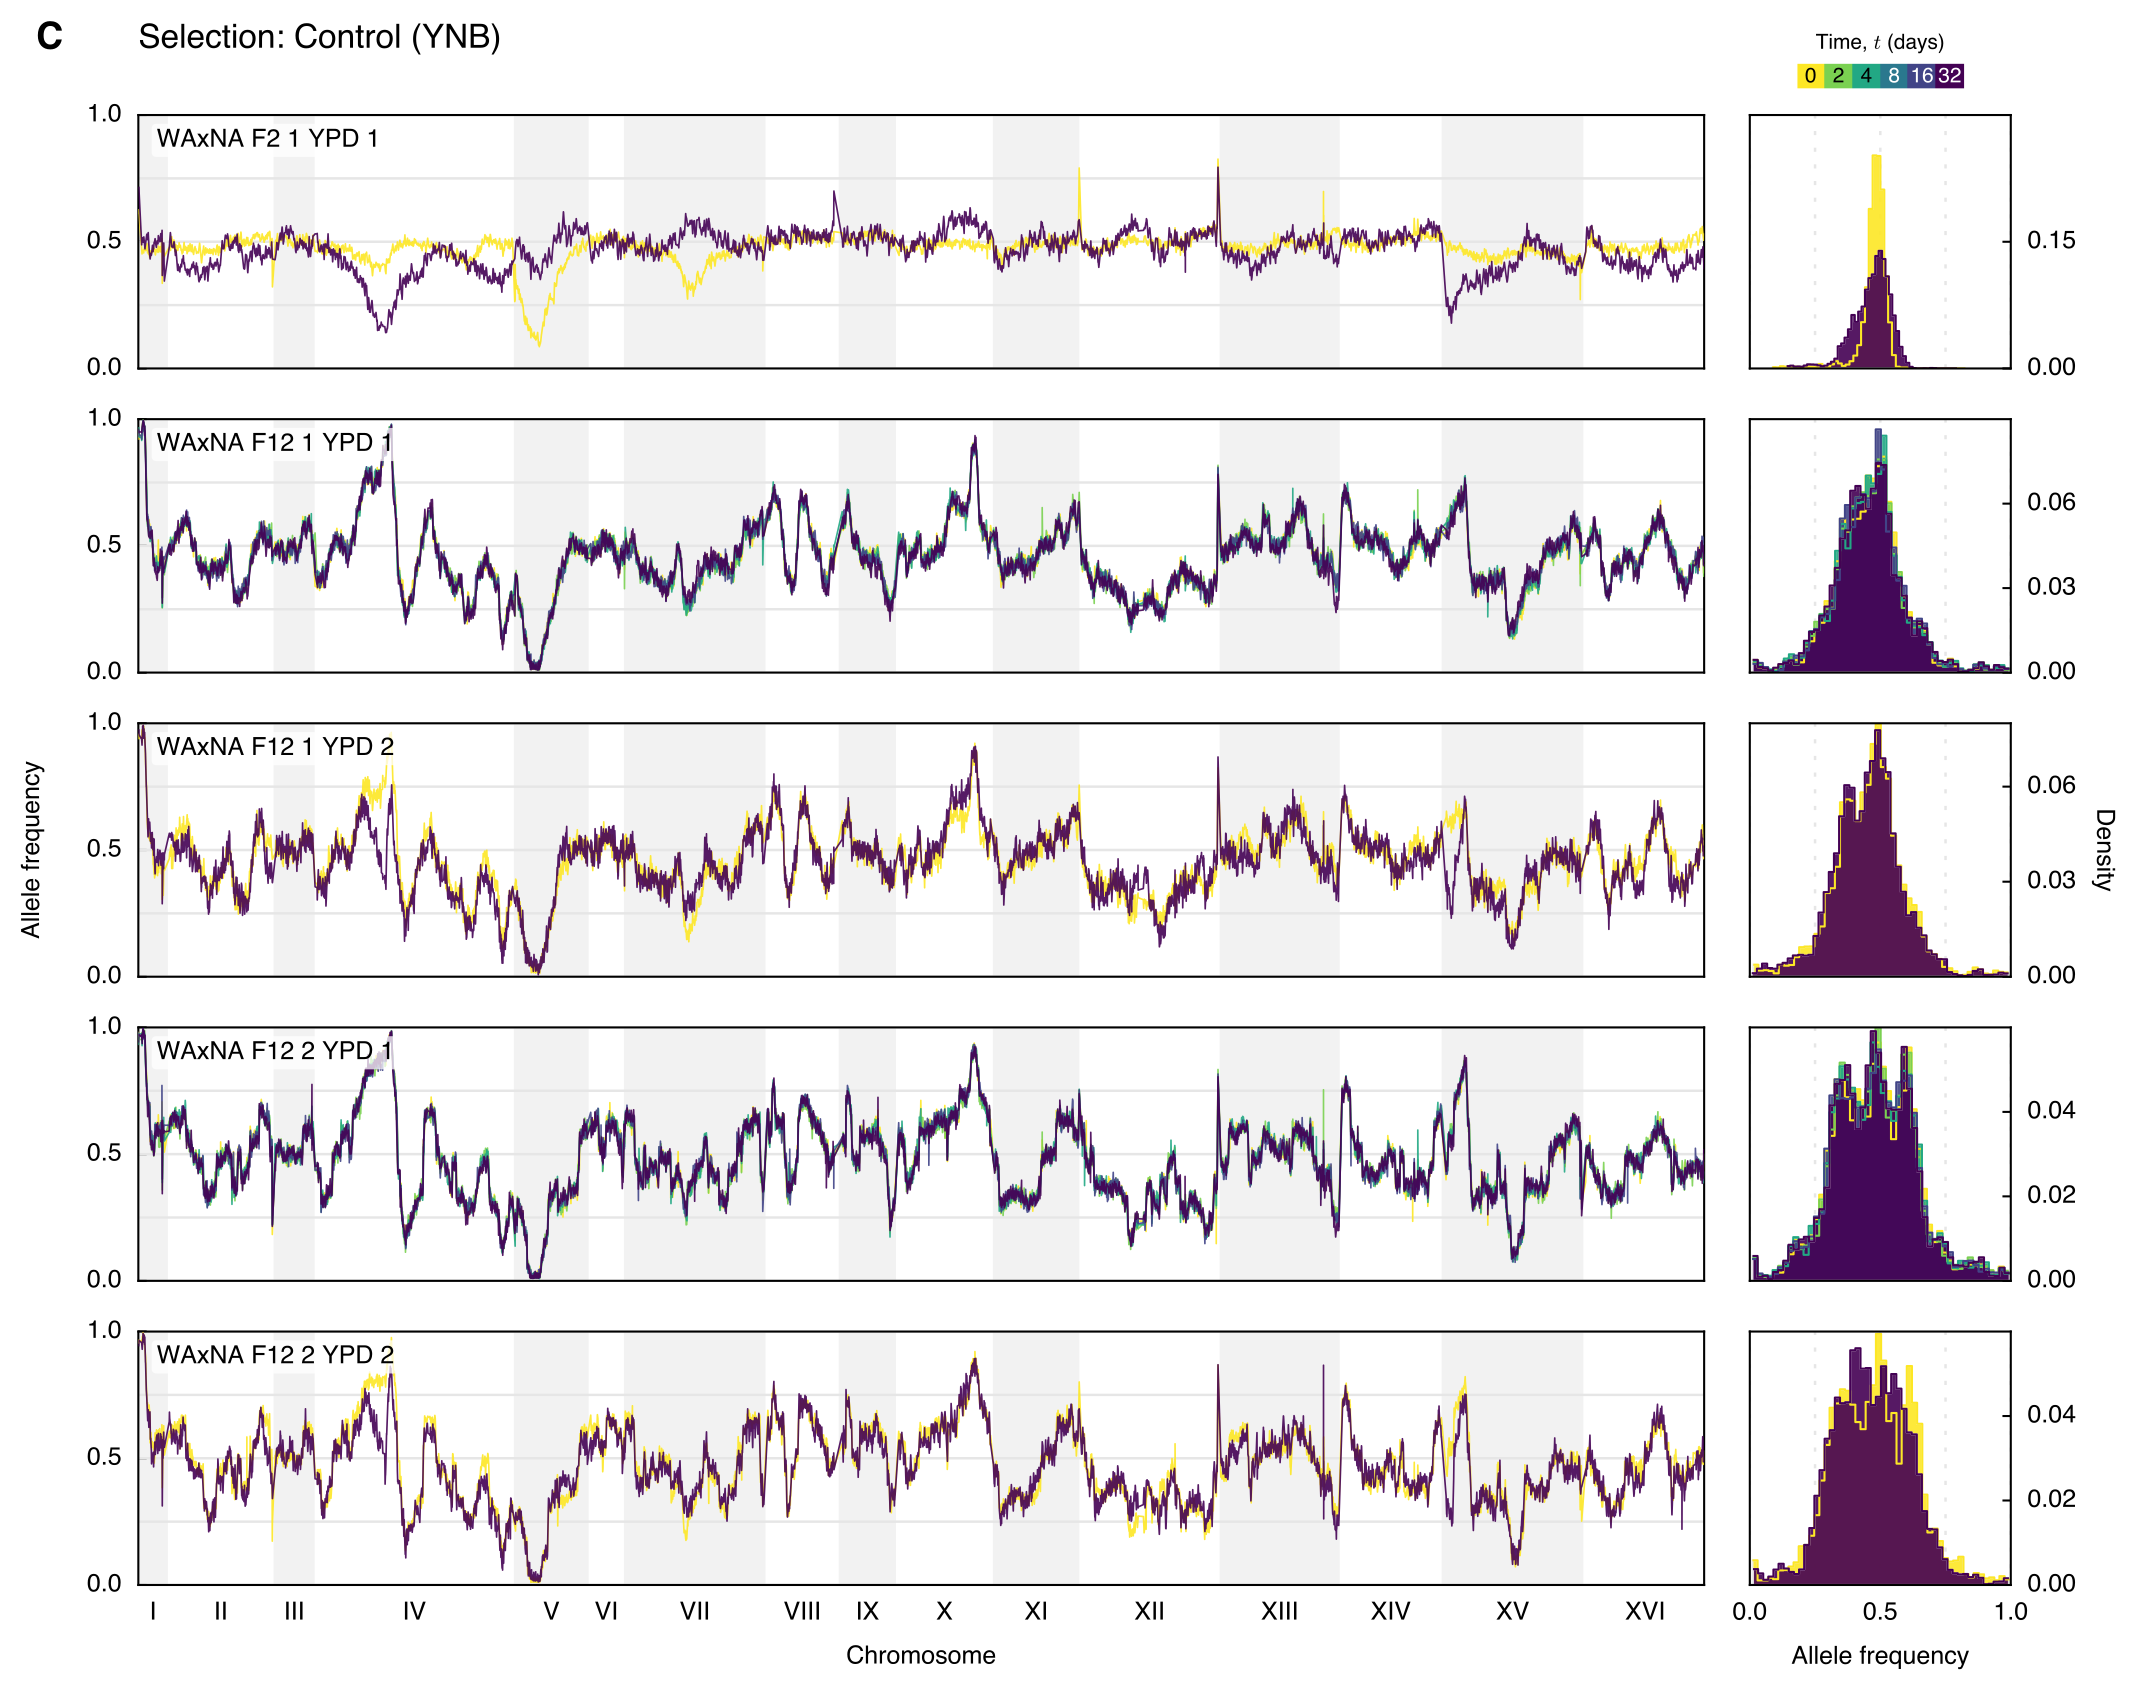 C
Selection: Control (YNB)
Time, t (days)
0 2 4 8 16 32
WAxNA F2 1 YPD 1
1.0
0.5
0.0
0.15
0.00
WAxNA F12 1 YPD 1
1.0
0.5
0.0
0.06
0.03
0.00
WAxNA F12 1 YPD 2
1.0
0.5
0.0
0.06
0.03
0.00
Allele frequency
Density
WAxNA F12 2 YPD 1
1.0
0.5
0.0
0.04
0.02
0.00
WAxNA F12 2 YPD 2
1.0
0.5
0.0
0.04
0.02
0.00
I II III IV V VI VII VIII IX X XI XII XIII XIV XV XVI
0.0 0.5 1.0
Chromosome
Allele frequency